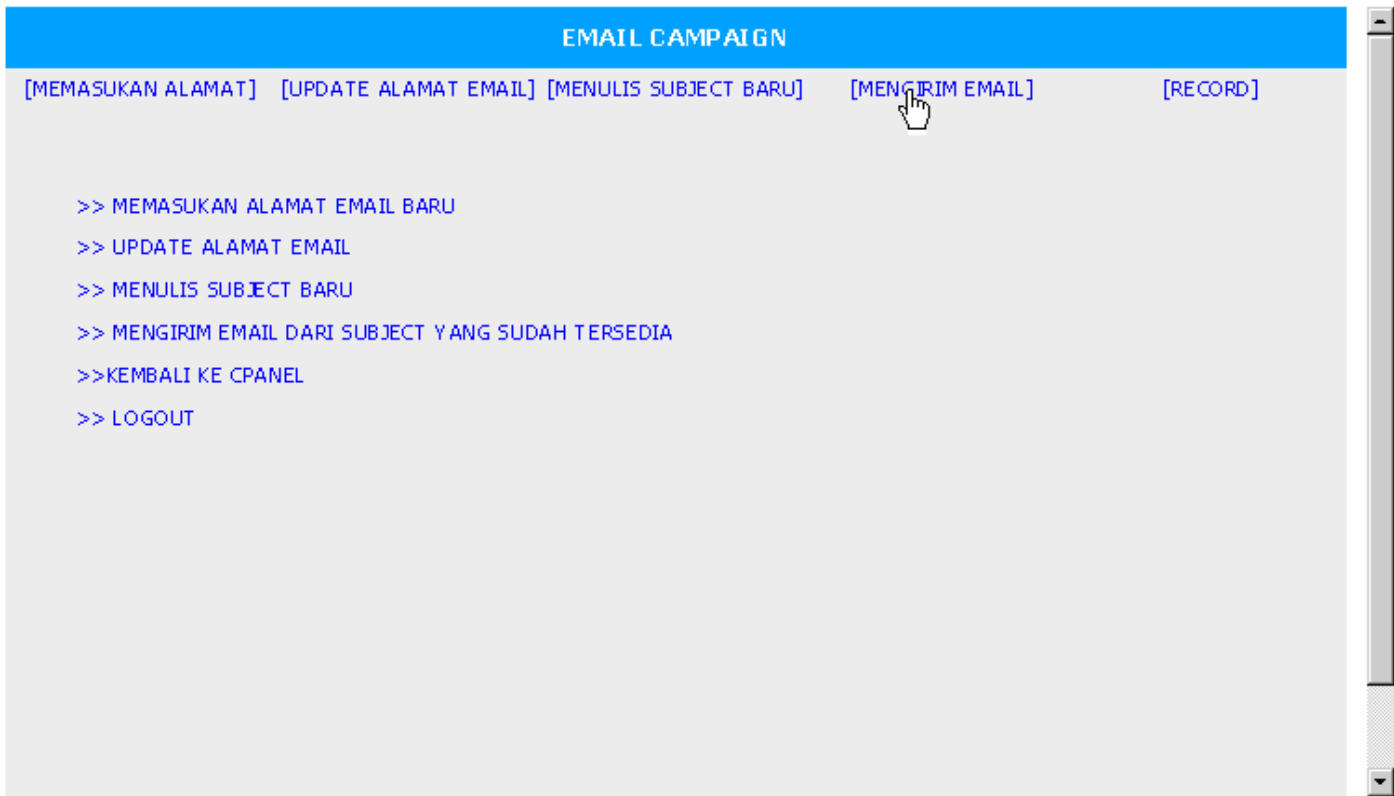 EMAIL CAMPAIGN
[MEMASUKAN ALAMAT] [UPDATE ALAMAT EMAIL] [MENULIS SUBJECT BARU] [MENGIRIM EMAIL] [RECORD]
>> MEMASUKAN ALAMAT EMAIL BARU
>> UPDATE ALAMAT EMAIL
>> MENULIS SUBJECT BARU
>> MENGIRIM EMAIL DARI SUBJECT YANG SUDAH TERSEDIA
>>KEMBALI KE CPANEL
>> LOGOUT